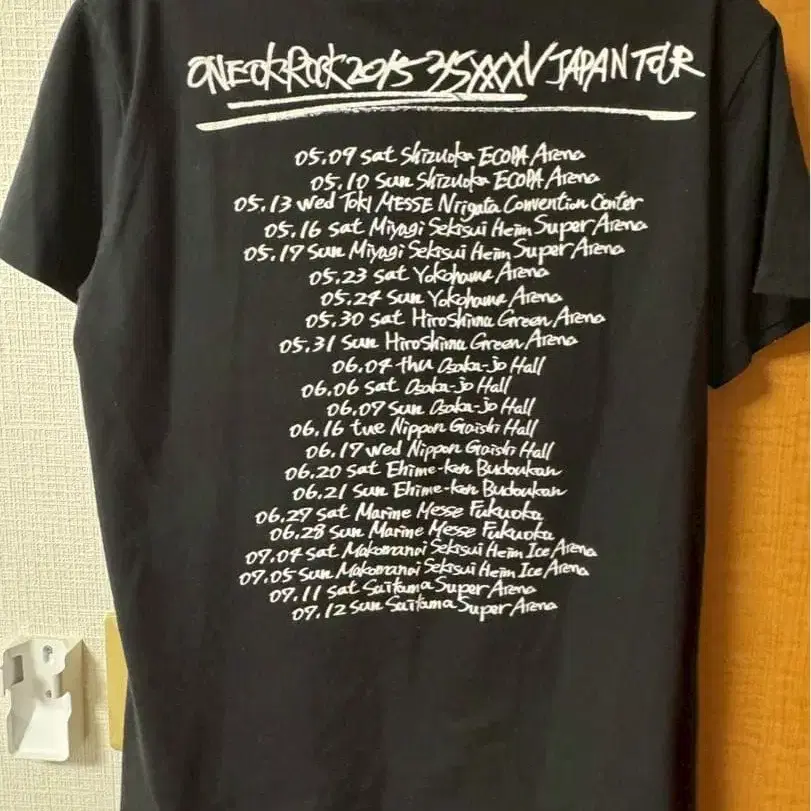 ONE OK ROCK 2015 35XXXV JAPAN TOUR
05.09 Sat Shizuoka ECOPA Arena
05.10 Sun Shizuoka ECOPA Arena
05.13 Wed TOKI MESSE Niigata Convention Center
05.16 Sat Miyagi Sekisui Heim Super Arena
05.17 Sun Miyagi Sekisui Heim Super Arena
05.23 Sat Yokohama Arena
05.24 Sun Yokohama Arena
05.30 Sat Hiroshima Green Arena
05.31 Sun Hiroshima Green Arena
06.04 thu Osaka-jo Hall
06.06 Sat Osaka-jo Hall
06.07 Sun Osaka-jo Hall
06.16 tue Nippon Gaishi Hall
06.17 wed Nippon Gaishi Hall
06.20 Sat Ehime-ken Budoukan
06.21 Sun Ehime-ken Budoukan
06.27 Sat Marine Messe Fukuoka
06.28 Sun Marine Messe Fukuoka
07.04 Sat Makomanai Sekisui Heim Ice Arena
07.05 Sun Makomanai Sekisui Heim Ice Arena
07.11 Sat Saitama Super Arena
07.12 Sun Saitama Super Arena